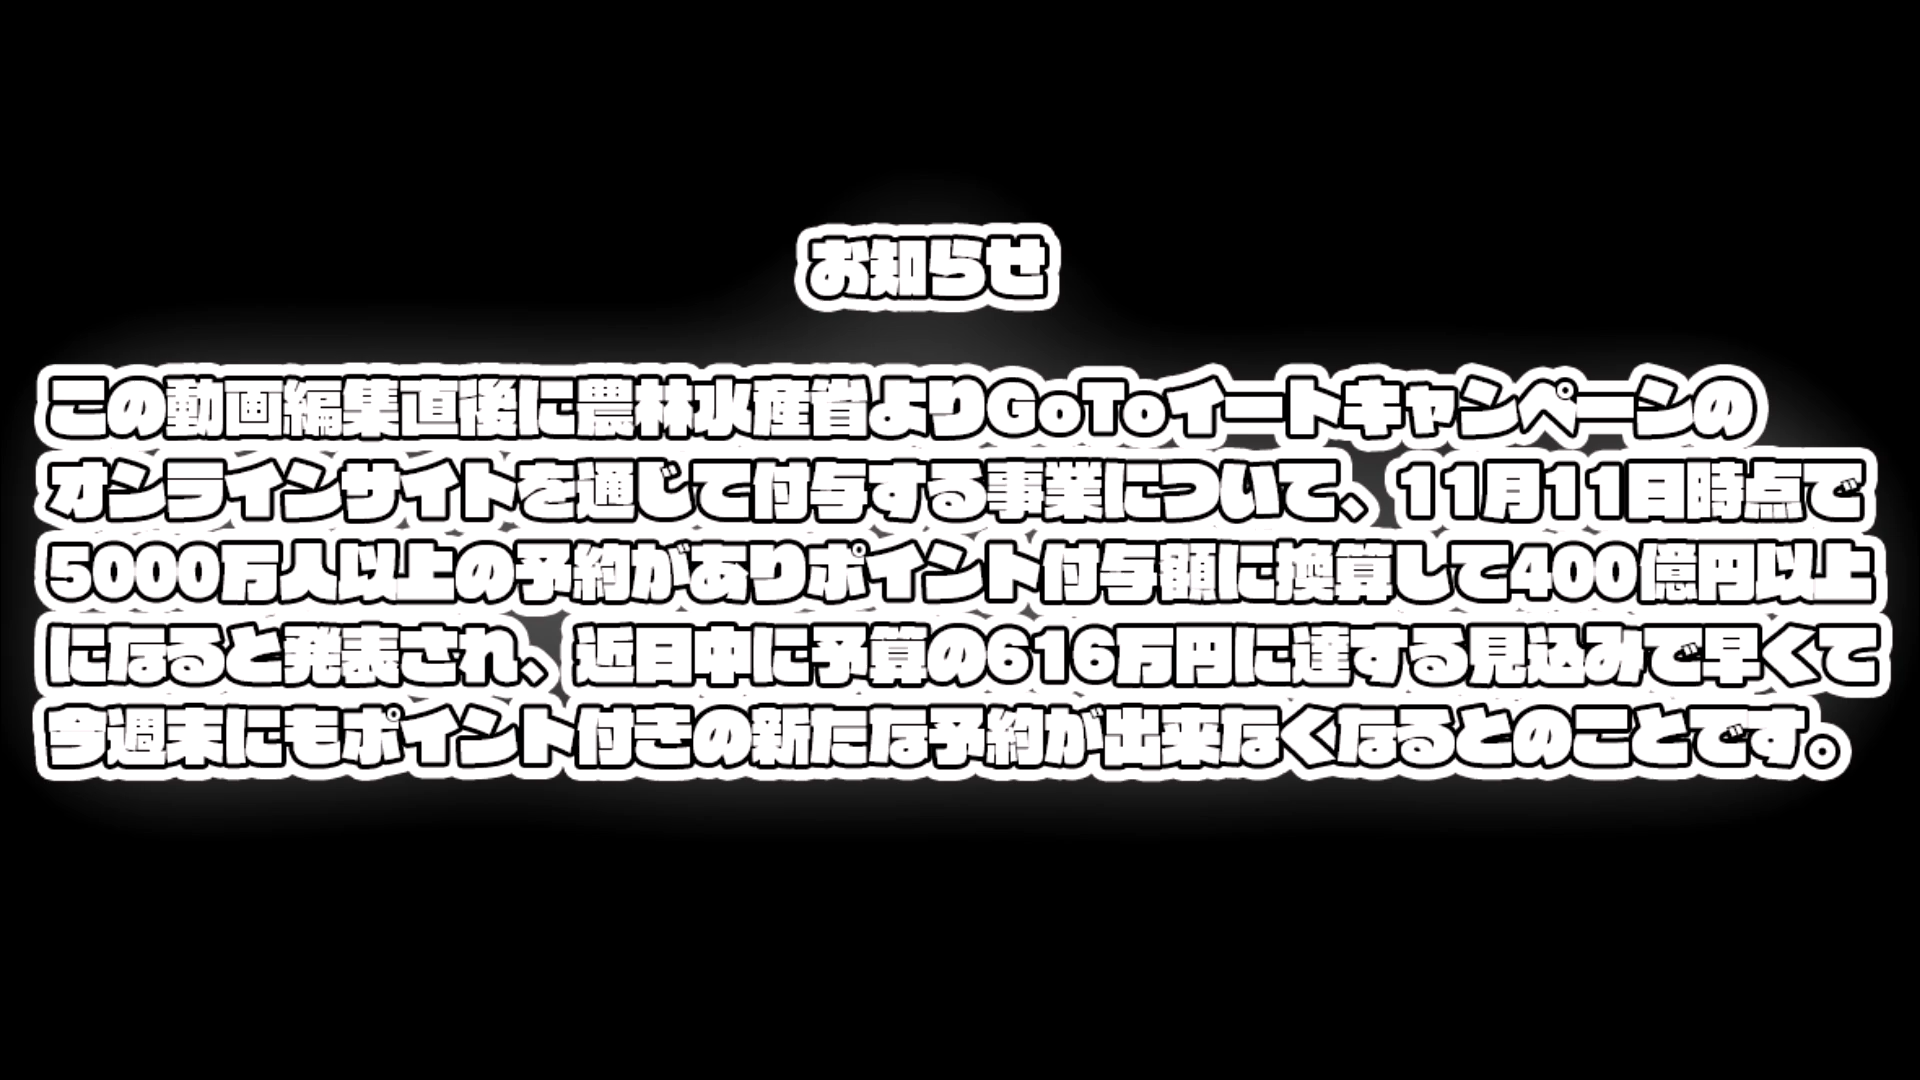 お知らせ
この動画編集直後に農林水産省よりGoToイートキャンペーンの
オンラインサイトを通じて付与する事業について、11月11日時点で
5000万人以上の予約がありポイント付与額に換算して400億円以上
になると発表され、近日中に予算の616万円に達する見込みで早くて
今週末にもポイント付きの新たな予約が出来なくなるとのことです。